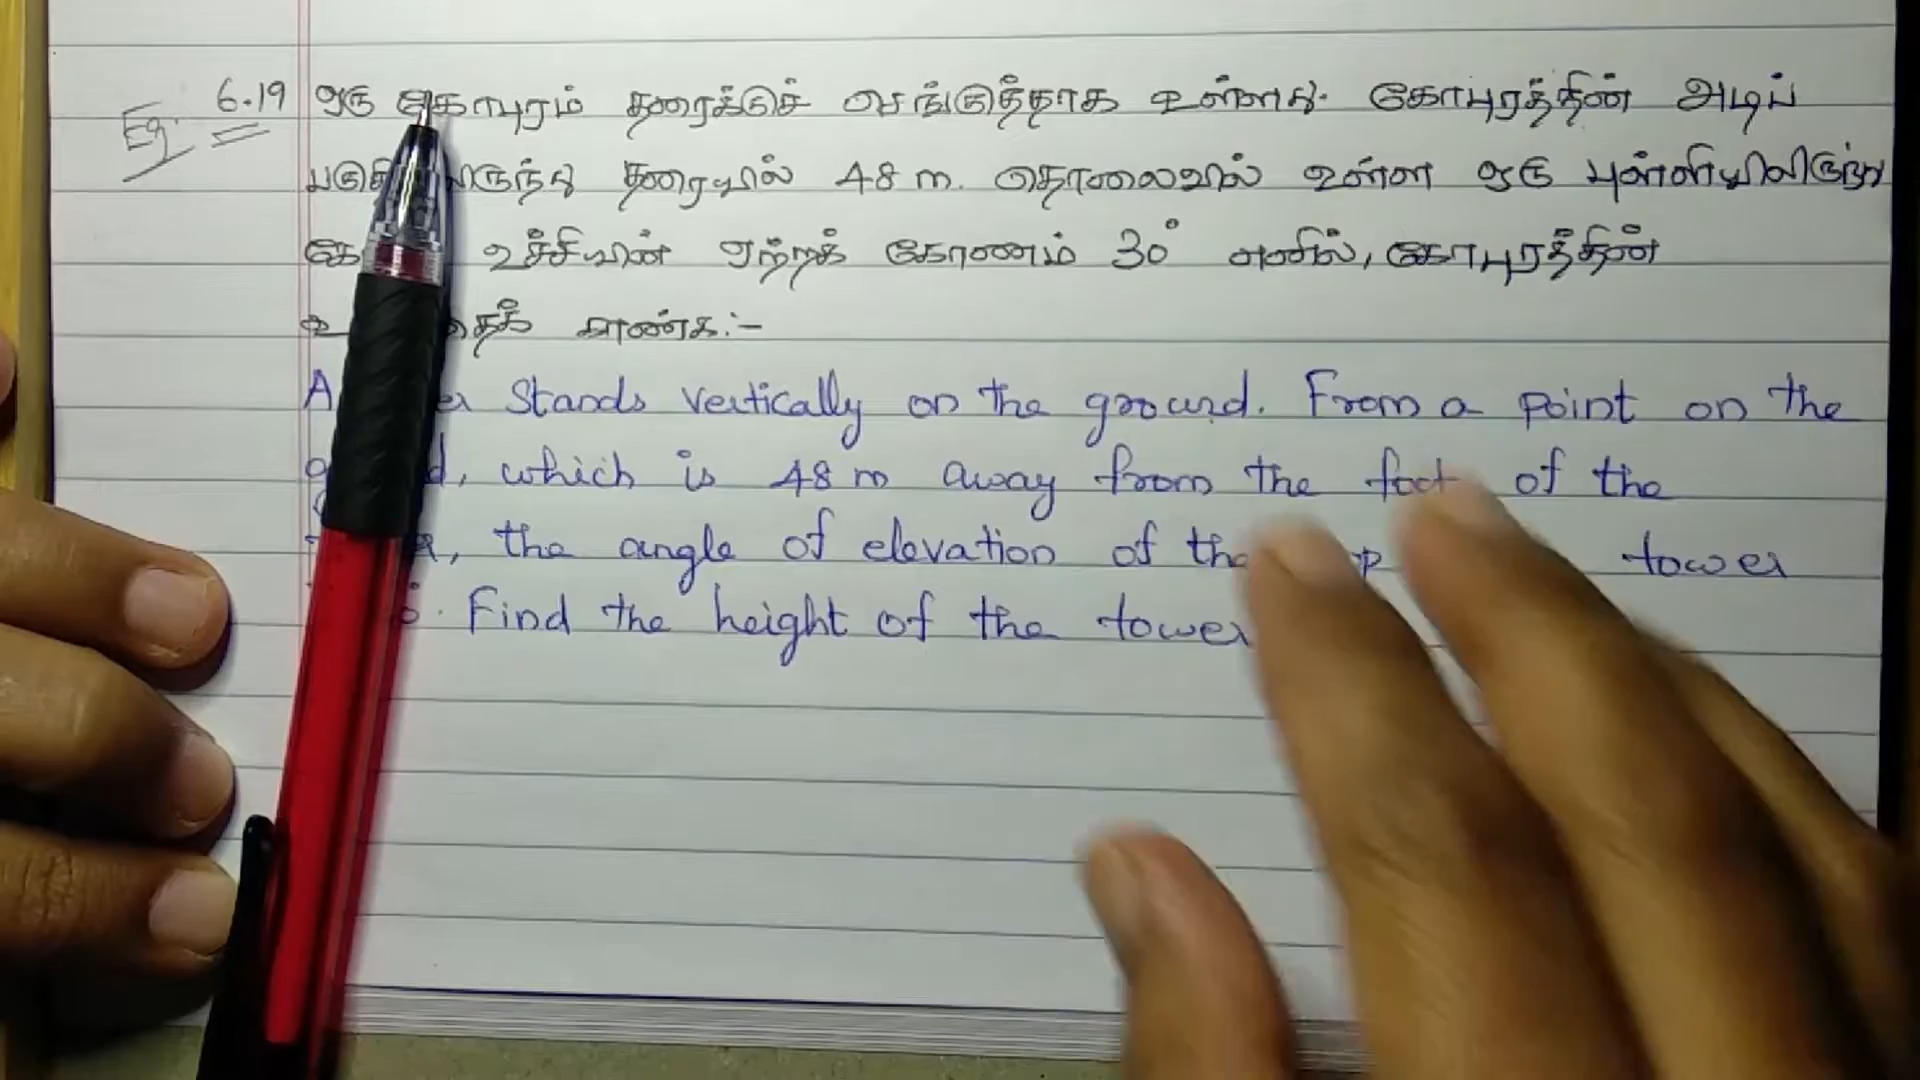 Eg. 6.19 ஒரு கோபுரம் தரைக்குச் செங்குத்தாக உள்ளது. கோபுரத்தின் அடிப்
தரையில் 48 m. தொலைவில் உள்ள ஒரு புள்ளியிலிருந்து
உச்சியின் ஏற்றக் கோணம் 30° எனில், கோபுரத்தின்
காண்க:-
A Stands vertically on the ground. From a point on the
which is 48 m away from the foot of the
the angle of elevation of the tower
Find the height of the tower